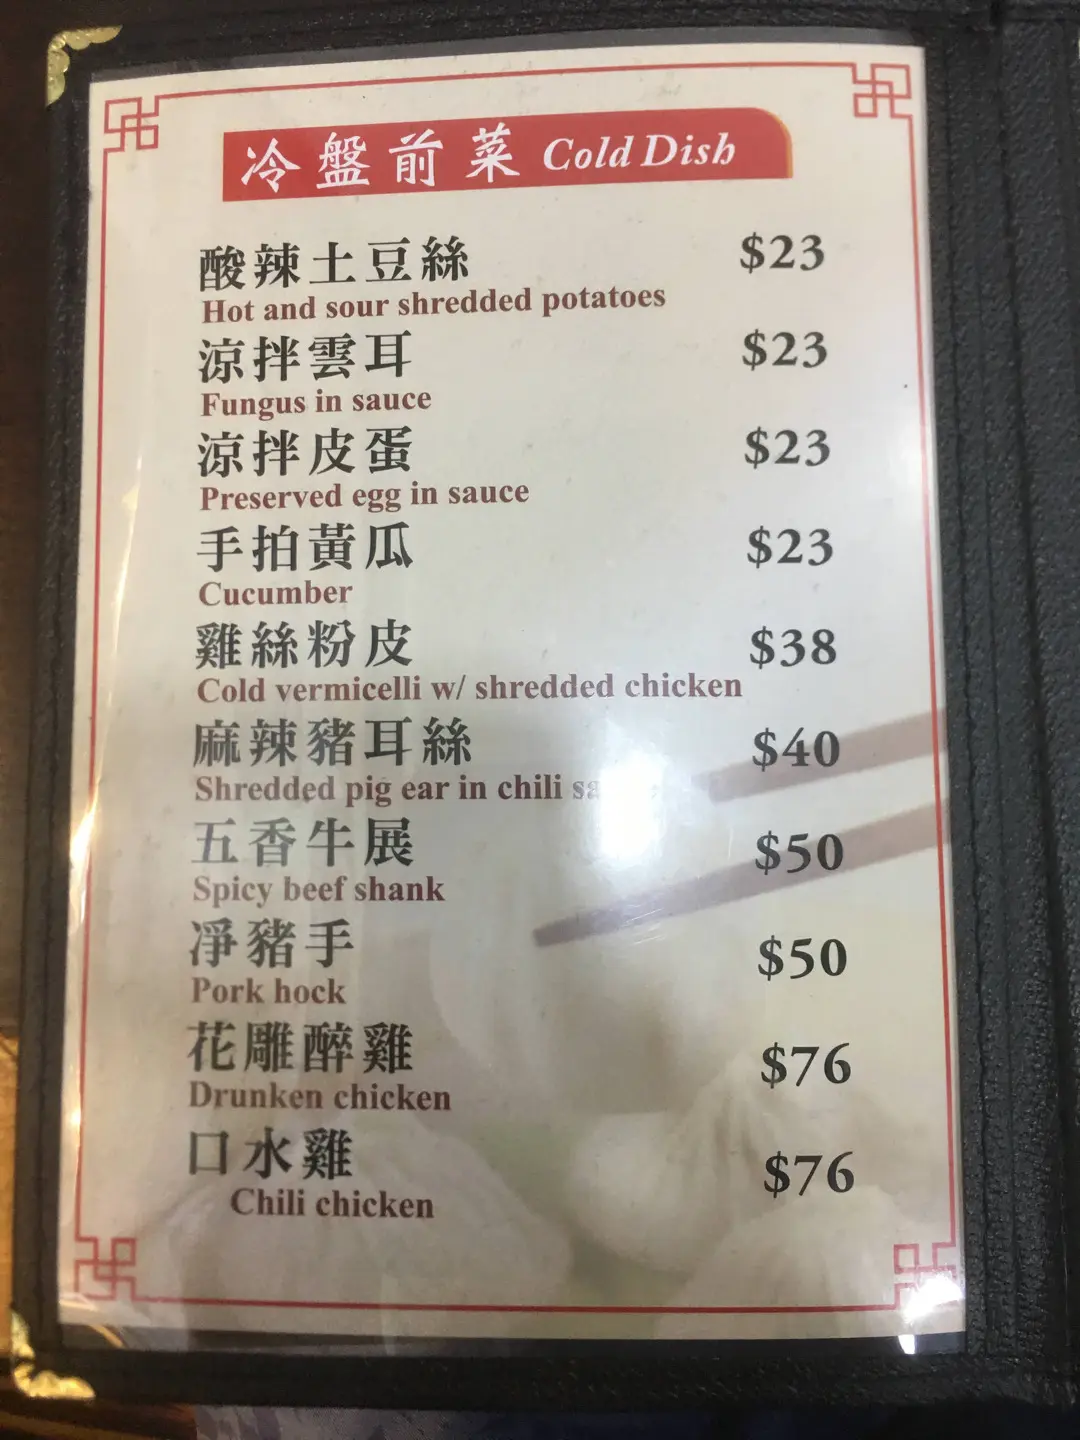 冷盤前菜 Cold Dish
酸辣土豆絲 $23
Hot and sour shredded potatoes
涼拌雲耳 $23
Fungus in sauce
涼拌皮蛋 $23
Preserved egg in sauce
手拍黃瓜 $23
Cucumber
雞絲粉皮 $38
Cold vermicelli w/ shredded chicken
麻辣豬耳絲 $40
Shredded pig ear in chili
五香牛展 $50
Spicy beef shank
凈豬手 $50
Pork hock
花雕醉雞 $76
Drunken chicken
口水雞 $76
Chili chicken